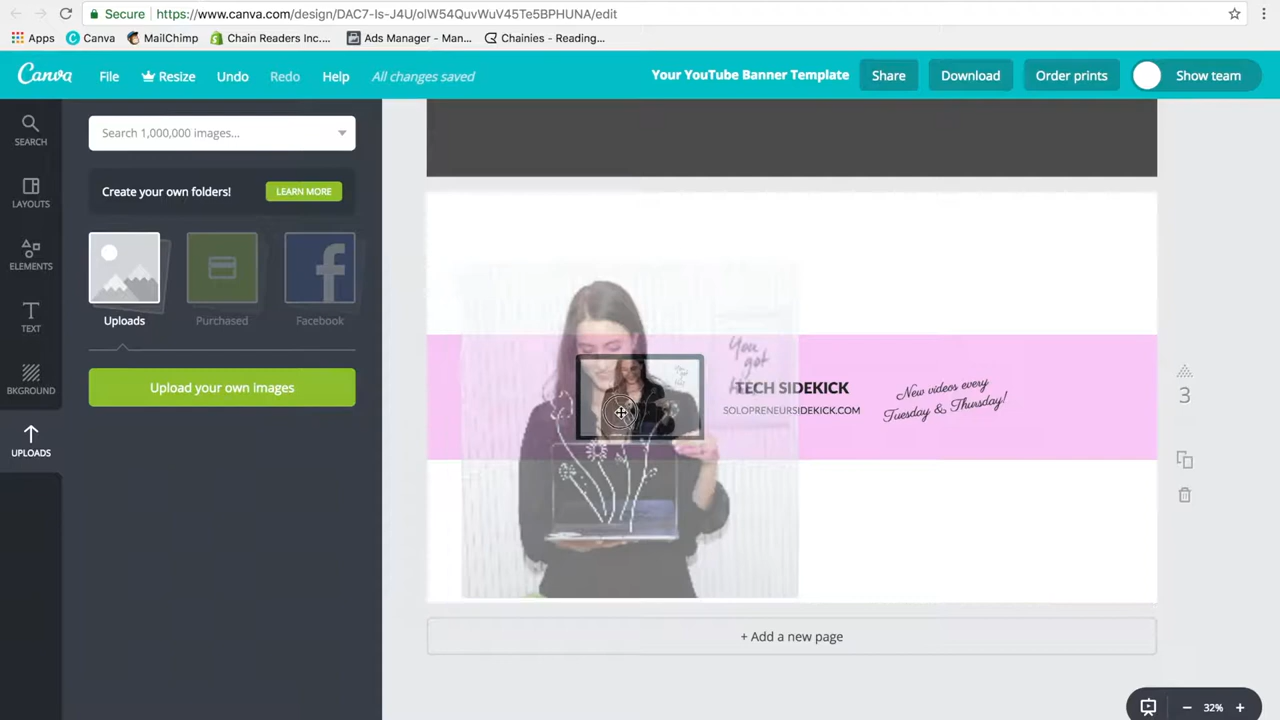 Secure https://www.canva.com/design/DAC7-Is-J4U/olW54QuvWuV45Te5BPHUNA/edit
Apps Canva MailChimp Chain Readers Inc.... Ads Manager - Man... Chainies - Reading...
Canva File Resize Undo Redo Help All changes saved Your YouTube Banner Template Share Download Order prints Show team
SEARCH
LAYOUTS
ELEMENTS
TEXT
BKGROUND
UPLOADS
Search 1,000,000 images...
Create your own folders! LEARN MORE
Uploads Purchased Facebook
Upload your own images
You
got
TECH SIDEKICK
SOLOPRENEURSIDEKICK.COM
New videos every
Tuesday & Thursday!
3
+ Add a new page
32%